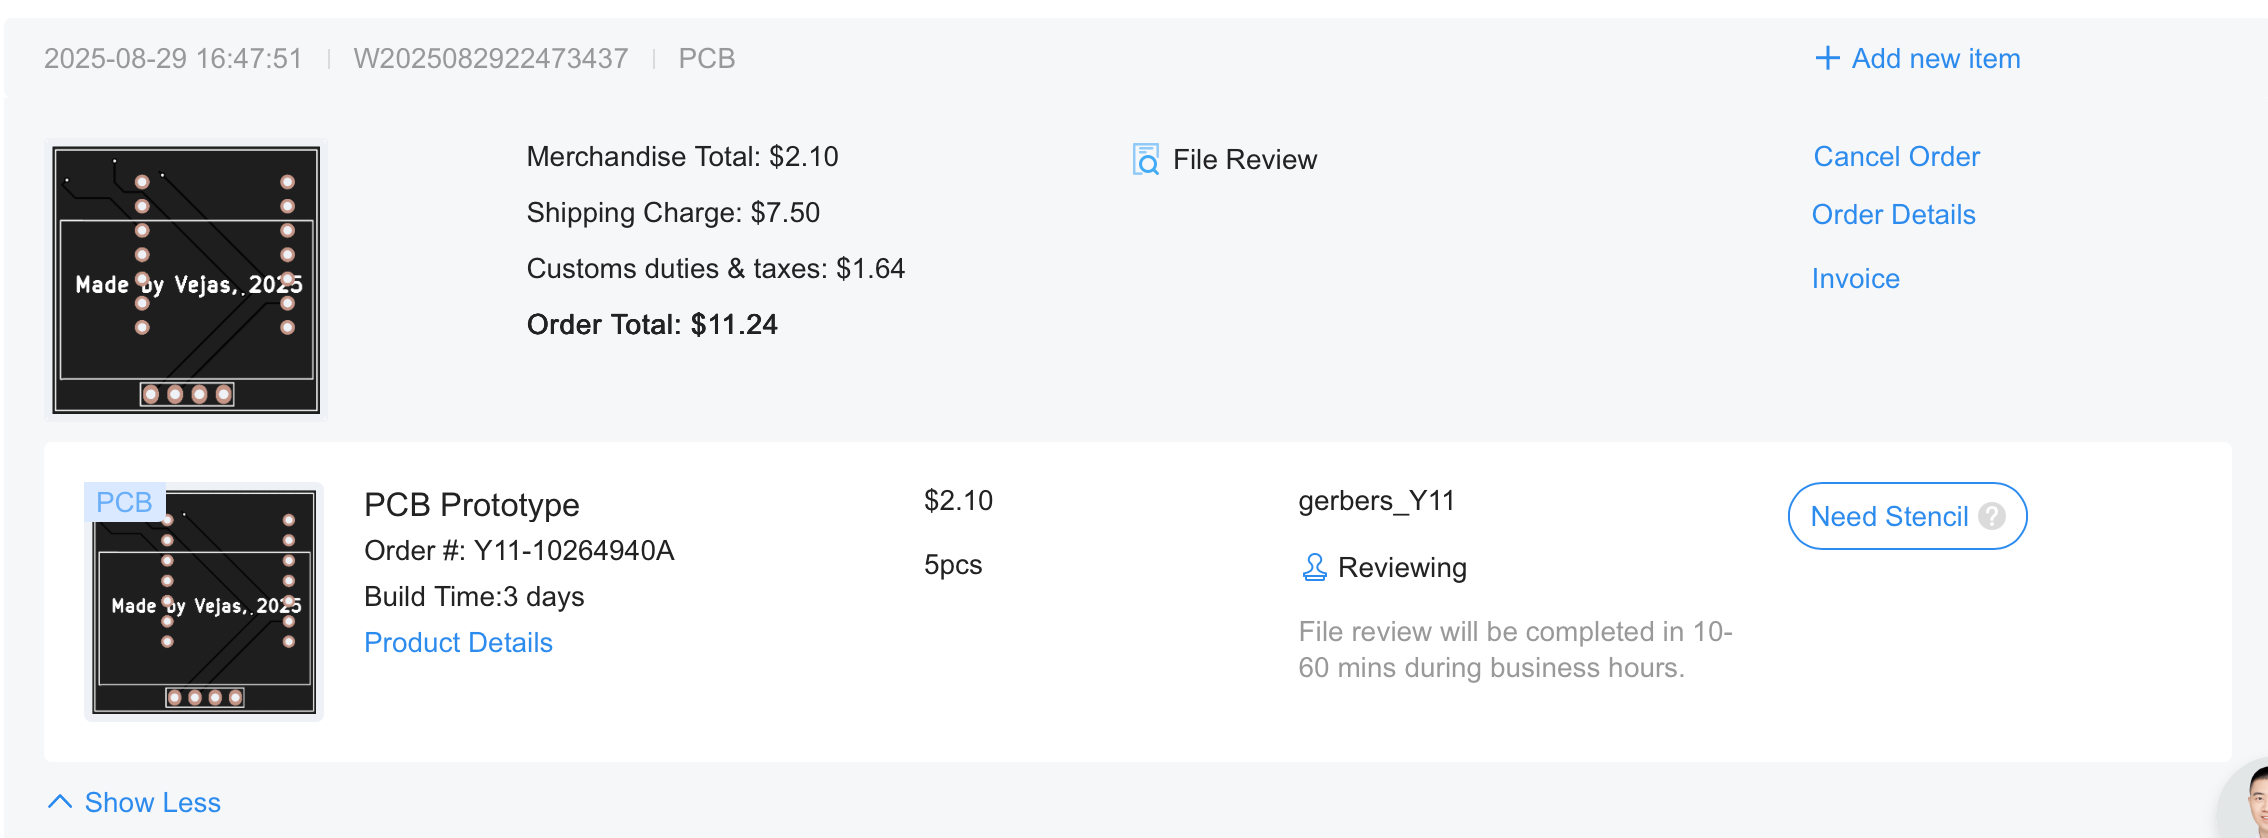 2025-08-29 16:47:51 | W2025082922473437 | PCB
+ Add new item
Made by Vejas, 2025
Merchandise Total: $2.10
Shipping Charge: $7.50
Customs duties & taxes: $1.64
Order Total: $11.24
File Review
Cancel Order
Order Details
Invoice
PCB
Made by Vejas, 2025
PCB Prototype
Order #: Y11-10264940A
Build Time:3 days
Product Details
$2.10
5pcs
gerbers_Y11
Reviewing
File review will be completed in 10-
60 mins during business hours.
Need Stencil ?
Show Less